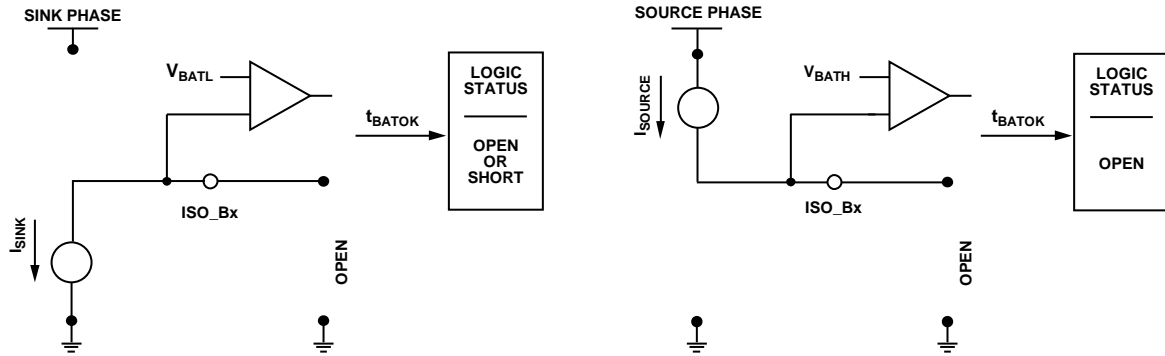 SINK PHASE
V_BATL
t_BATOK
LOGIC
STATUS
OPEN
OR
SHORT
ISO_Bx
I_SINK
OPEN
SOURCE PHASE
I_SOURCE
V_BATH
t_BATOK
LOGIC
STATUS
OPEN
ISO_Bx
OPEN